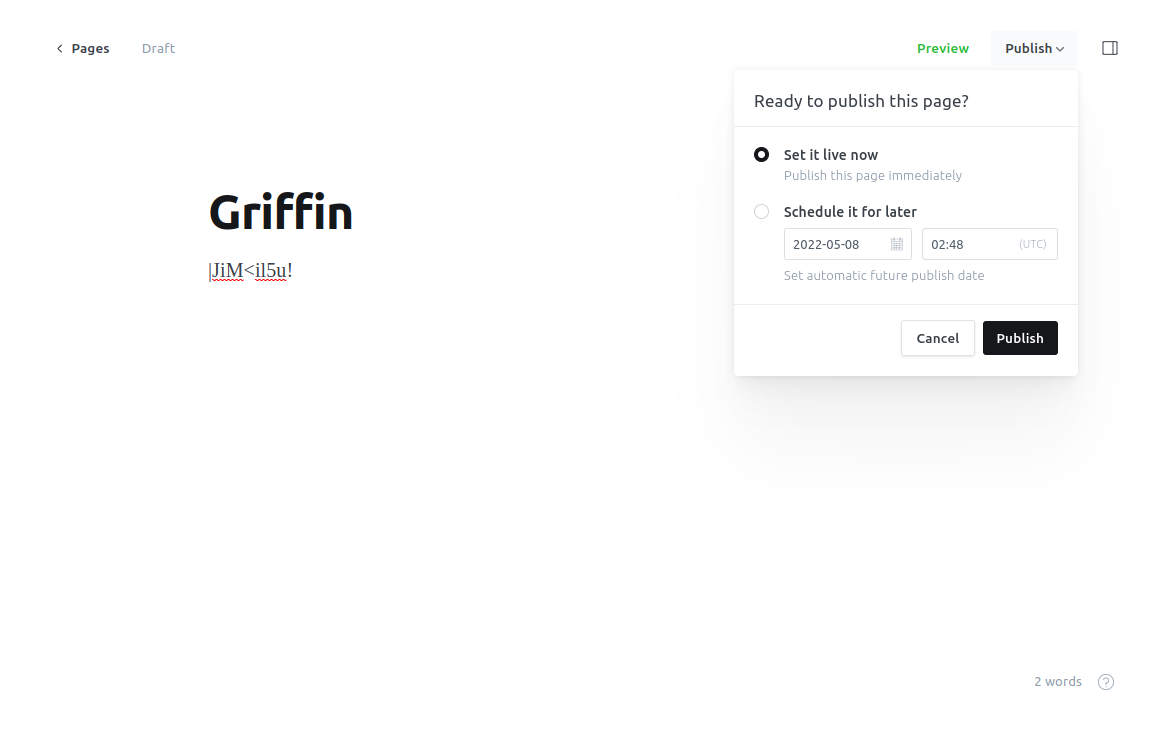 Pages
Draft
Preview
Publish
Ready to publish this page?
Set it live now
Publish this page immediately
Schedule it for later
2022-05-08
02:48
(UTC)
Set automatic future publish date
Cancel
Publish
Griffin
JiM<il5u!
2 words